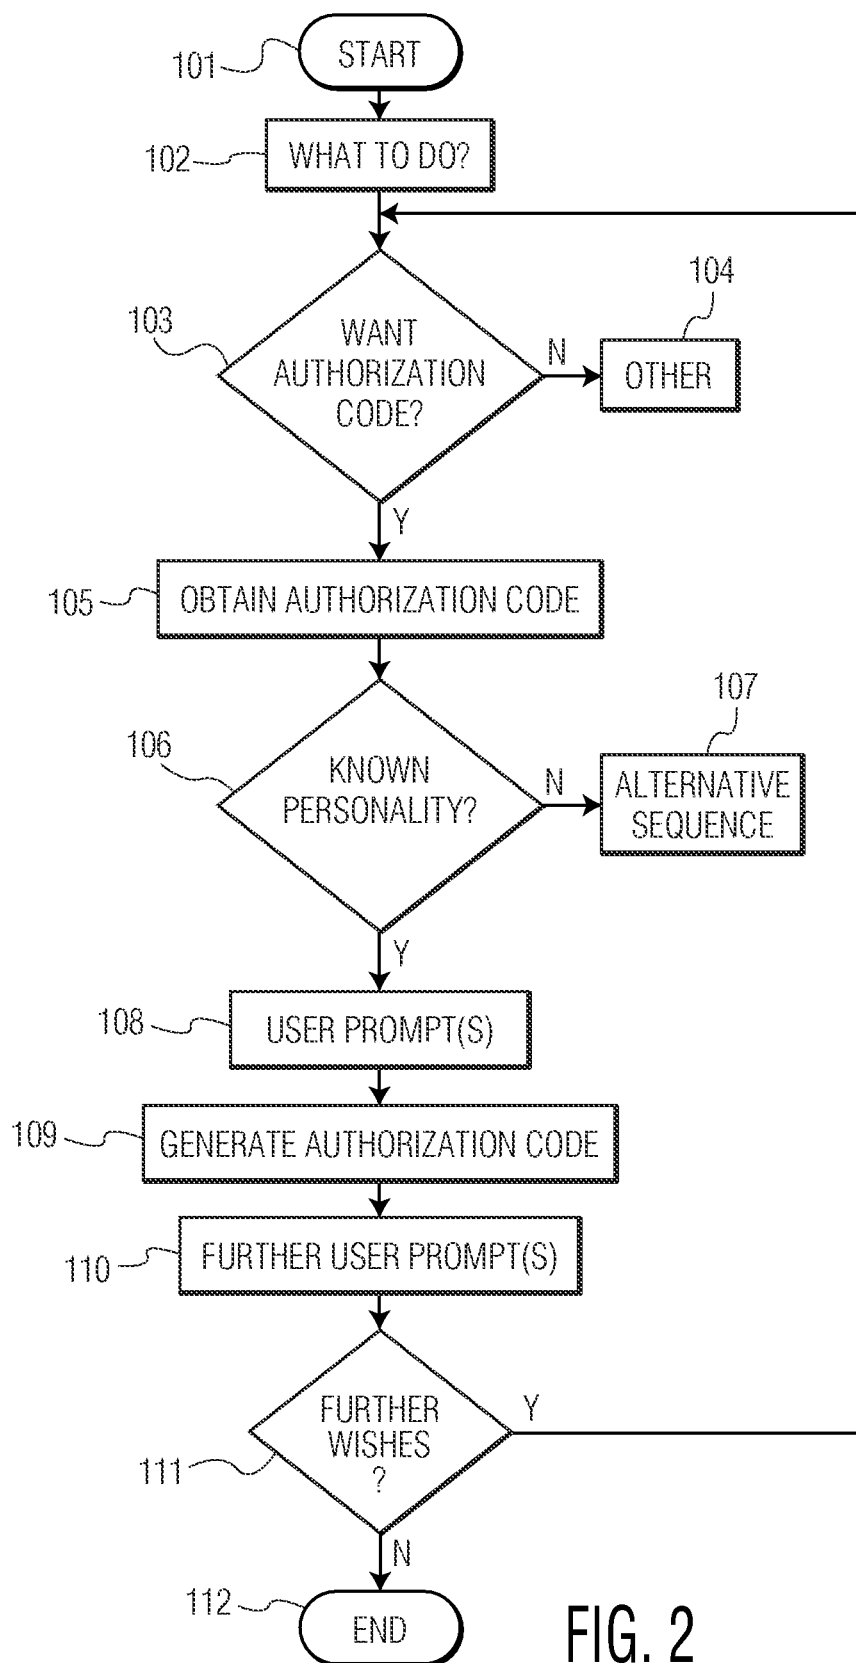 101
START
102
WHAT TO DO?
104
103
WANT
AUTHORIZATION
CODE?
N
OTHER
Y
105
OBTAIN AUTHORIZATION CODE
107
106
KNOWN
PERSONALITY?
N
ALTERNATIVE
SEQUENCE
Y
108
USER PROMPT(S)
109
GENERATE AUTHORIZATION CODE
110
FURTHER USER PROMPT(S)
111
FURTHER
WISHES
?
Y
N
112
END
FIG. 2